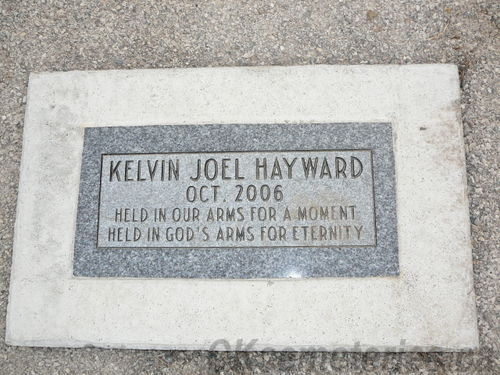 KELVIN JOEL HAYWARD
OCT. 2006
HELD IN OUR ARMS FOR A MOMENT
HELD IN GOD'S ARMS FOR ETERNITY